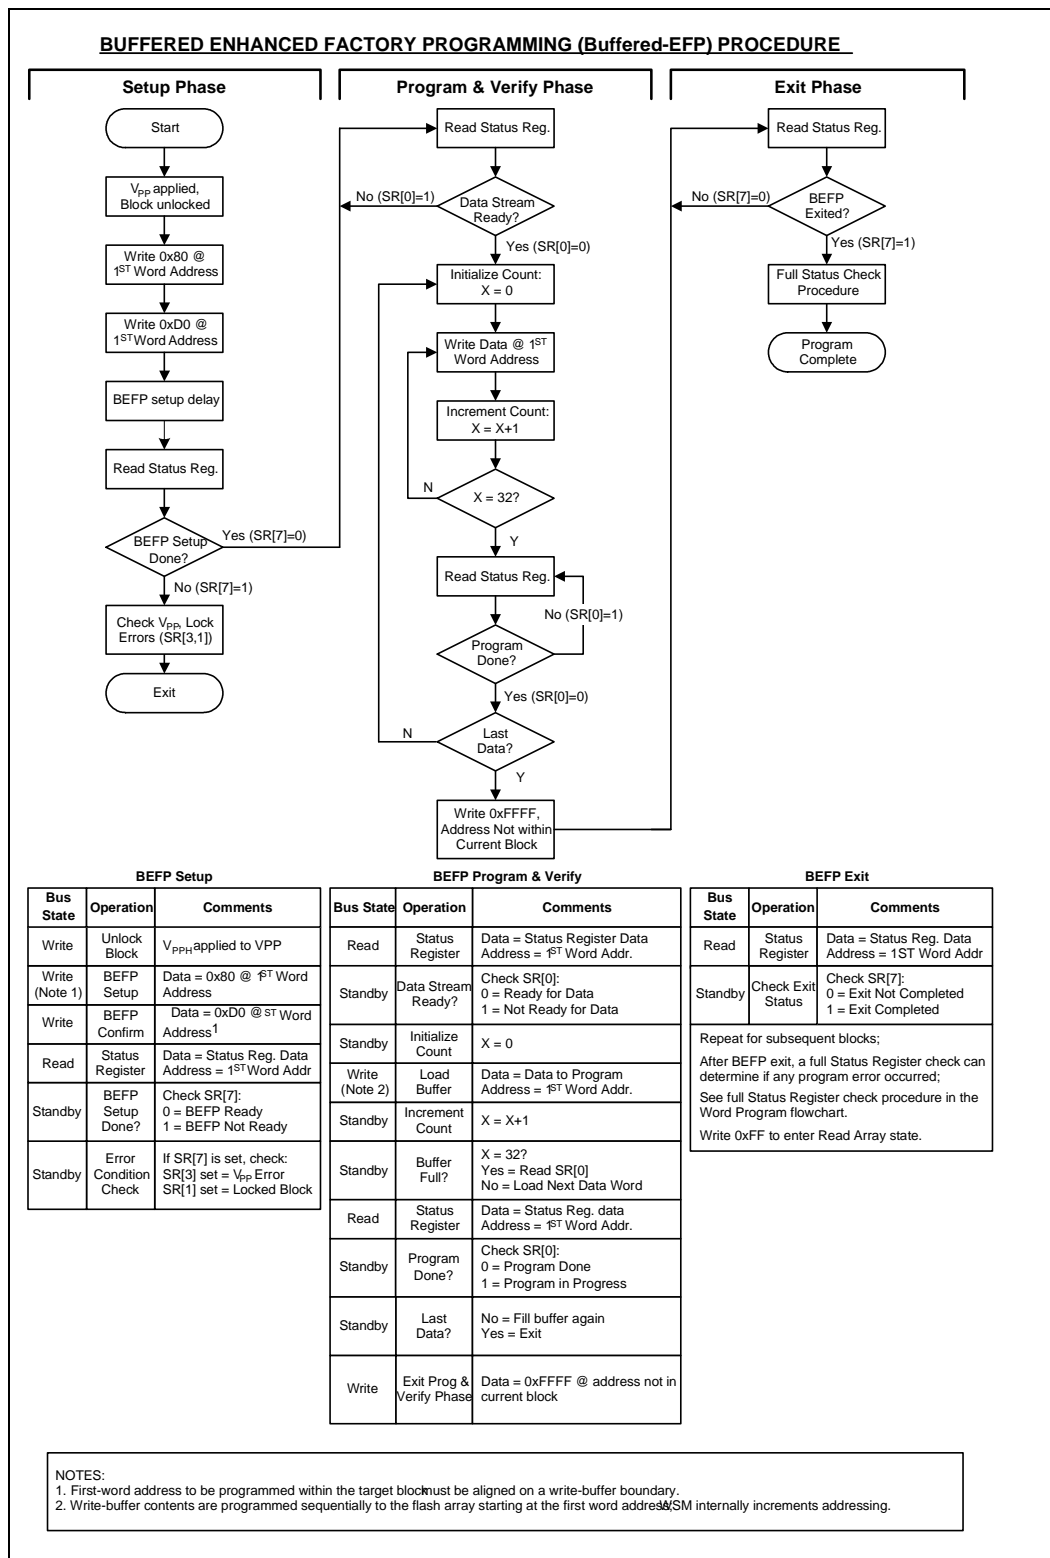 BUFFERED ENHANCED FACTORY PROGRAMMING (Buffered-EFP) PROCEDURE
Setup Phase
Start
VPP applied,
Block unlocked
Write 0x80 @
1ST Word Address
Write 0xD0 @
1ST Word Address
BEFP setup delay
Read Status Reg.
BEFP Setup
Done?
Yes (SR[7]=0)
No (SR[7]=1)
Check VPP, Lock
Errors (SR[3,1])
Exit
Program & Verify Phase
Read Status Reg.
No (SR[0]=1)
Data Stream
Ready?
Yes (SR[0]=0)
Initialize Count:
X = 0
Write Data @ 1ST
Word Address
Increment Count:
X = X+1
N
X = 32?
Y
Read Status Reg.
No (SR[0]=1)
Program
Done?
Yes (SR[0]=0)
N
Last
Data?
Y
Write 0xFFFF,
Address Not within
Current Block
Exit Phase
Read Status Reg.
No (SR[7]=0)
BEFP
Exited?
Yes (SR[7]=1)
Full Status Check
Procedure
Program
Complete
BEFP Setup
Bus State Operation Comments
Write Unlock Block VPPH applied to VPP
Write (Note 1) BEFP Setup Data = 0x80 @ 1ST Word Address
Write BEFP Confirm Data = 0xD0 @ ST Word Address1
Read Status Register Data = Status Reg. Data Address = 1ST Word Addr
Standby BEFP Setup Done? Check SR[7]:
0 = BEFP Ready
1 = BEFP Not Ready
Standby Error Condition Check If SR[7] is set, check:
SR[3] set = VPP Error
SR[1] set = Locked Block
BEFP Program & Verify
Bus State Operation Comments
Read Status Register Data = Status Register Data
Address = 1ST Word Addr.
Standby Data Stream Ready? Check SR[0]:
0 = Ready for Data
1 = Not Ready for Data
Standby Initialize Count X = 0
Write (Note 2) Load Buffer Data = Data to Program
Address = 1ST Word Addr.
Standby Increment Count X = X+1
Standby Buffer Full? X = 32?
Yes = Read SR[0]
No = Load Next Data Word
Read Status Register Data = Status Reg. data
Address = 1ST Word Addr.
Standby Program Done? Check SR[0]:
0 = Program Done
1 = Program in Progress
Standby Last Data? No = Fill buffer again
Yes = Exit
Write Exit Prog & Verify Phase Data = 0xFFFF @ address not in
current block
BEFP Exit
Bus State Operation Comments
Read Status Register Data = Status Reg. Data
Address = 1ST Word Addr
Standby Check Exit Status Check SR[7]:
0 = Exit Not Completed
1 = Exit Completed
Repeat for subsequent blocks;
After BEFP exit, a full Status Register check can
determine if any program error occurred;
See full Status Register check procedure in the
Word Program flowchart.
Write 0xFF to enter Read Array state.
NOTES:
1. First-word address to be programmed within the target block must be aligned on a write-buffer boundary.
2. Write-buffer contents are programmed sequentially to the flash array starting at the first word address; WSM internally increments addressing.